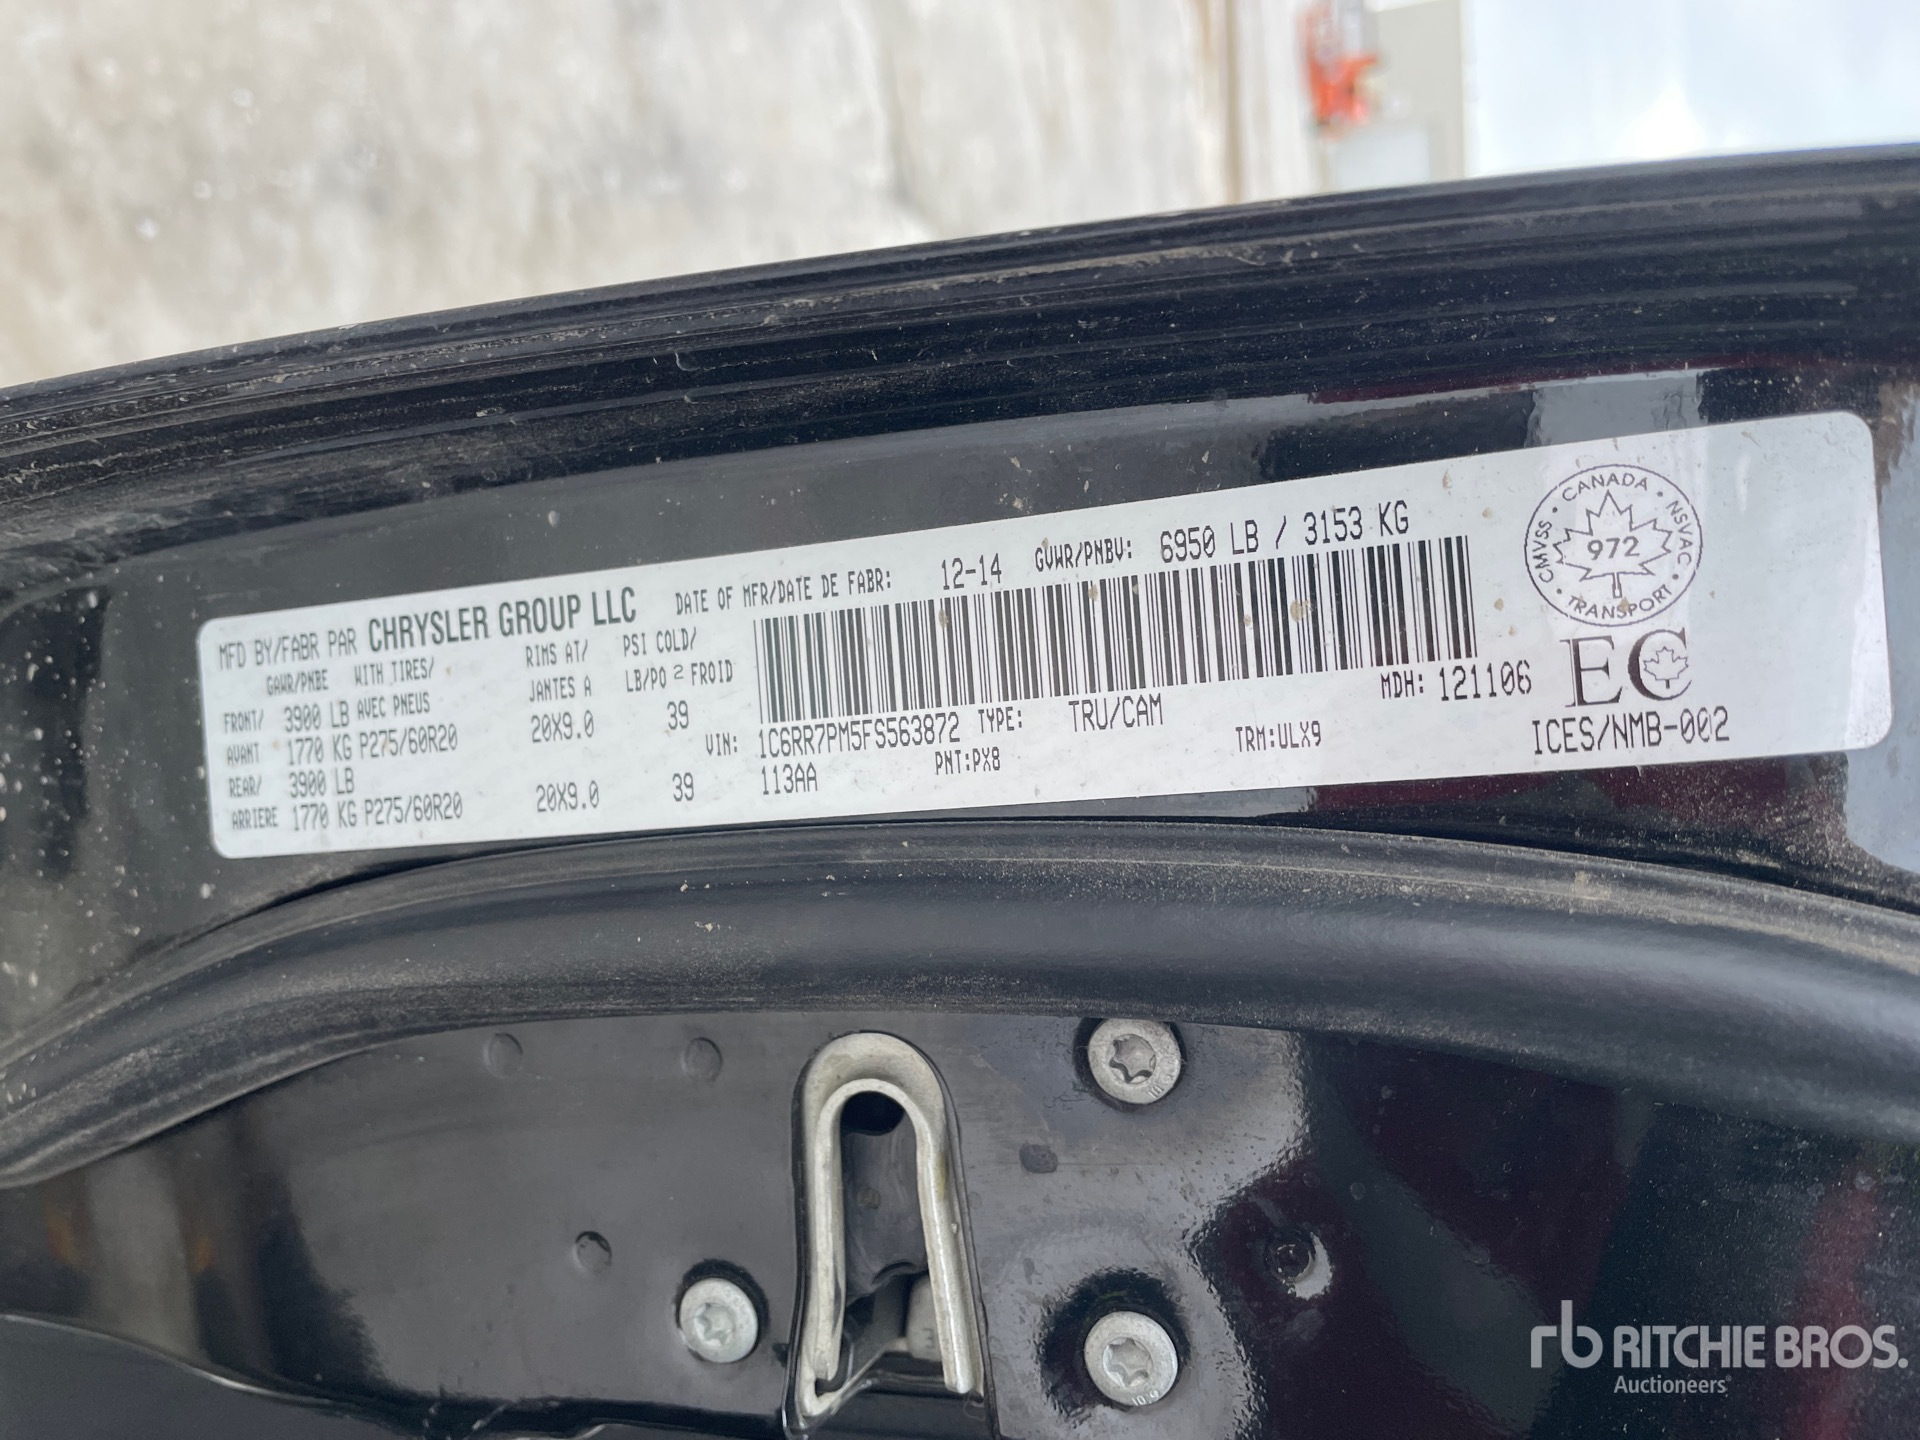 MFD BY/FABR PAR CHRYSLER GROUP LLC DATE OF MFR/DATE DE FABR: 12-14 GVWR/PNBV: 6950 LB / 3153 KG
GAWR/PNBE WITH TIRES/ RIMS AT/ PSI COLD/
AVEC PNEUS JANTES A LB/PO² FROID
FRONT/ 3900 LB
AVANT 1770 KG P275/60R20 20X9.0 39
REAR/ 3900 LB
ARRIERE 1770 KG P275/60R20 20X9.0 39
VIN: 1C6RR7PM5FS563872 TYPE: TRU/CAM MDH: 121106
113AA PNT:PX8 TRM:ULX9
CANADA · NSVAC · TRANSPORT · CMVSS ·
972
EC
ICES/NMB-002
10.9
rb RITCHIE BROS.
Auctioneers